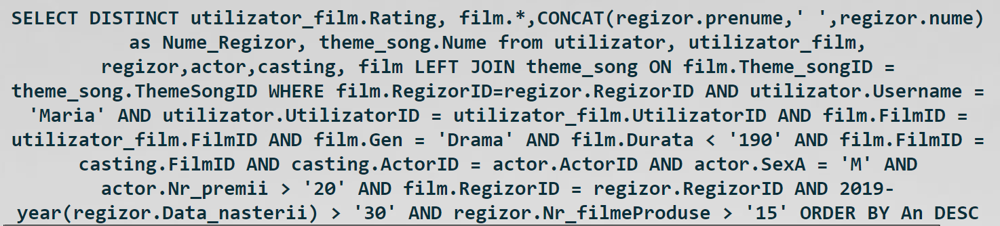 SELECT DISTINCT utilizator_film.Rating, film.*,CONCAT(regizor.prenume,' ',regizor.nume)
as Nume_Regizor, theme_song.Nume from utilizator, utilizator_film,
regizor,actor,casting, film LEFT JOIN theme_song ON film.Theme_songID =
theme_song.ThemeSongID WHERE film.RegizorID=regizor.RegizorID AND utilizator.Username =
'Maria' AND utilizator.UtilizatorID = utilizator_film.UtilizatorID AND film.FilmID =
utilizator_film.FilmID AND film.Gen = 'Drama' AND film.Durata < '190' AND film.FilmID =
casting.FilmID AND casting.ActorID = actor.ActorID AND actor.SexA = 'M' AND
actor.Nr_premii > '20' AND film.RegizorID = regizor.RegizorID AND 2019-
year(regizor.Data_nasterii) > '30' AND regizor.Nr_filmeProduse > '15' ORDER BY An DESC